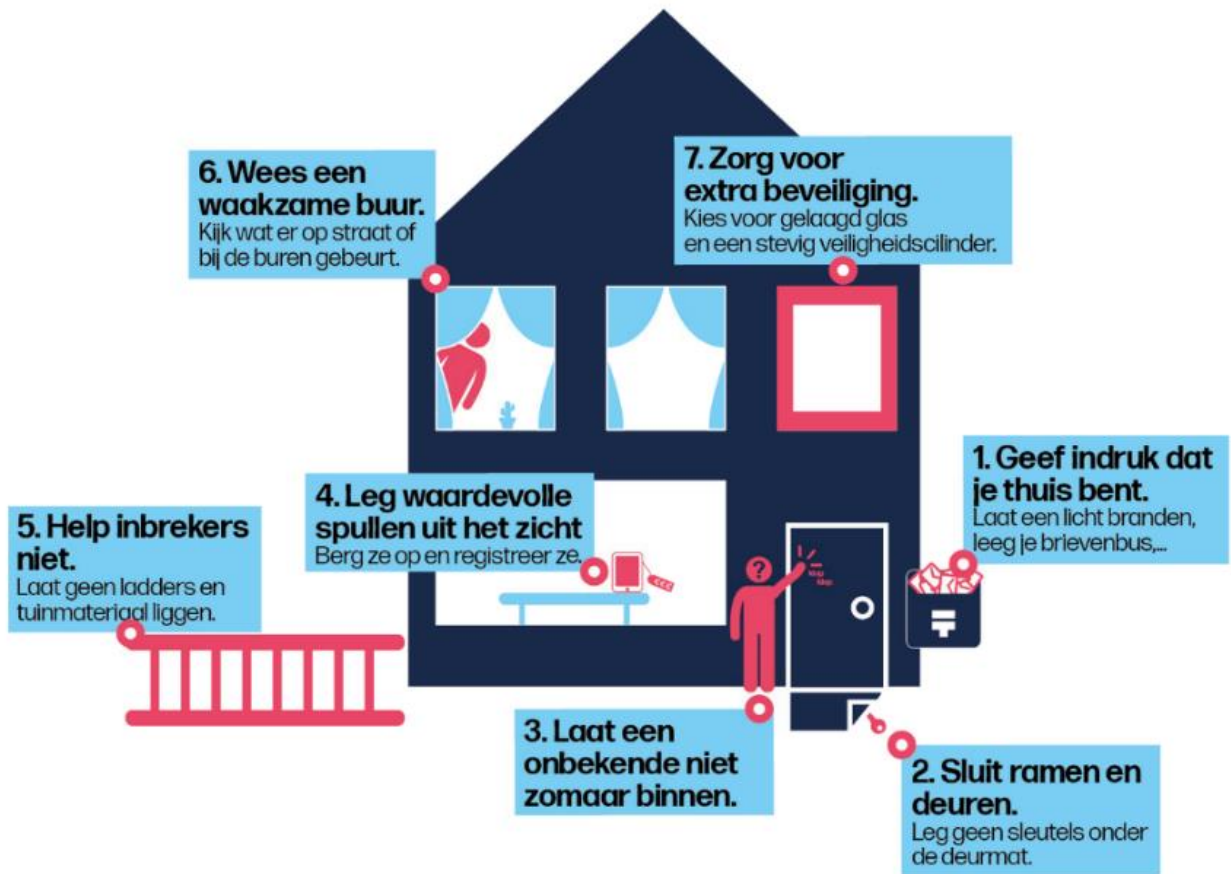 6. Wees een
waakzame buur.
Kijk wat er op straat of
bij de buren gebeurt.
7. Zorg voor
extra beveiliging.
Kies voor gelaagd glas
en een stevig veiligheidscilinder.
1. Geef indruk dat
je thuis bent.
Laat een licht branden,
leeg je brievenbus,...
4. Leg waardevolle
spullen uit het zicht
Berg ze op en registreer ze.
5. Help inbrekers
niet.
Laat geen ladders en
tuinmateriaal liggen.
?
klop
klop
3. Laat een
onbekende niet
zomaar binnen.
2. Sluit ramen en
deuren.
Leg geen sleutels onder
de deurmat.